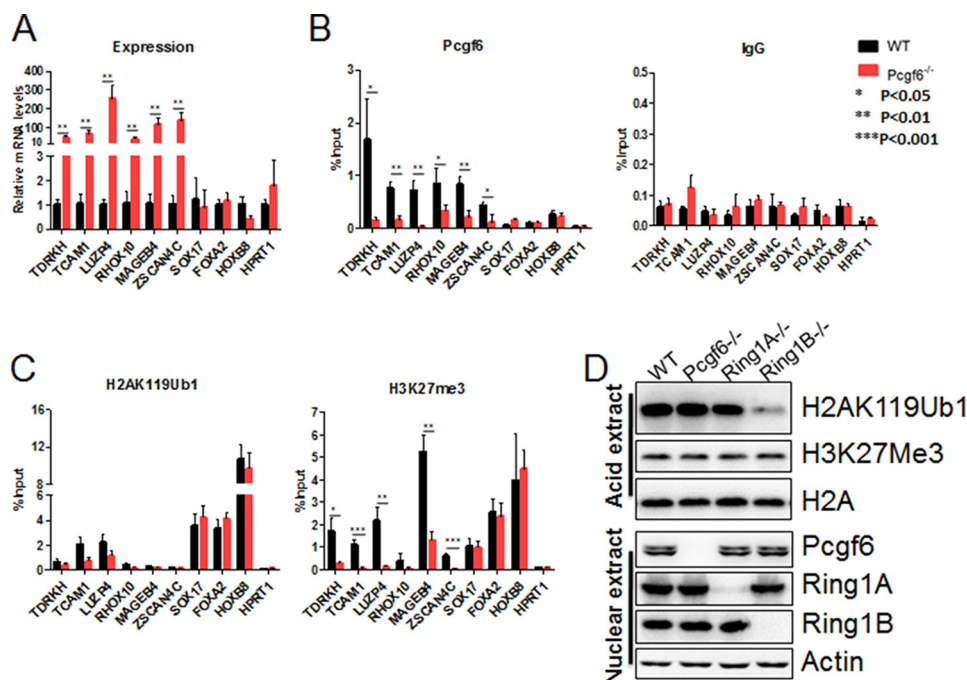 A
Expression
Relative mRNA levels
400
300
200
100
10
2
1
0
** ** ** ** ** **
TDRKH TCAM1 LUZP4 RHOX10 MAGEB4 ZSCAN4C SOX17 FOXA2 HOXB8 HPRT1
B
Pcgf6
%Input
3
2
1
0
* ** ** * ** *
TDRKH TCAM1 LUZP4 RHOX10 MAGEB4 ZSCAN4C SOX17 FOXA2 HOXB8 HPRT1
IgG
%Input
0.5
0.4
0.3
0.2
0.1
0.0
TDRKH TCAM1 LUZP4 RHOX10 MAGEB4 ZSCAN4C SOX17 FOXA2 HOXB8 HPRT1
WT
Pcgf6-/-
* P<0.05
** P<0.01
***P<0.001
C
H2AK119Ub1
%Input
16
12
8
6
4
2
0
TDRKH TCAM1 LUZP4 RHOX10 MAGEB4 ZSCAN4C SOX17 FOXA2 HOXB8 HPRT1
H3K27me3
%Input
7
6
5
4
3
2
1
0
* *** ** ** ***
TDRKH TCAM1 LUZP4 RHOX10 MAGEB4 ZSCAN4C SOX17 FOXA2 HOXB8 HPRT1
D
WT Pcgf6-/- Ring1A-/- Ring1B-/-
Acid extract
H2AK119Ub1
H3K27Me3
H2A
Nuclear extract
Pcgf6
Ring1A
Ring1B
Actin